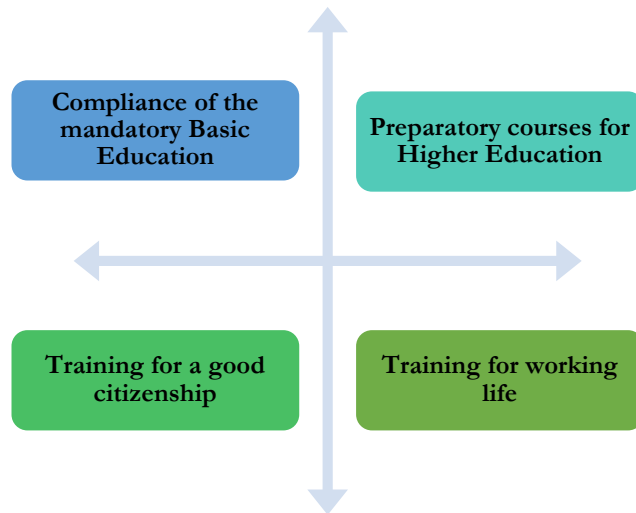 Compliance of the
mandatory Basic
Education
Preparatory courses for
Higher Education
Training for a good
citizenship
Training for working
life